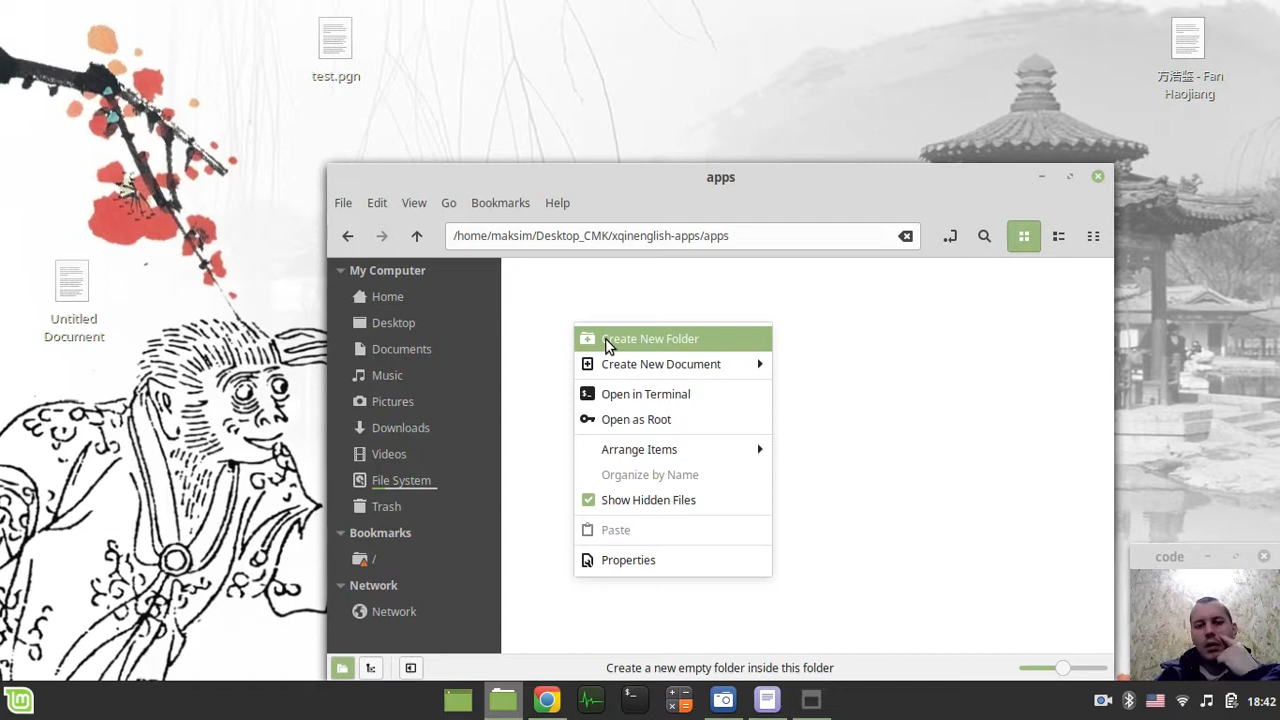 test.pgn
方浩鉴 - Fan
Haojiang
Untitled
Document
apps
File Edit View Go Bookmarks Help
/home/maksim/Desktop_CMK/xqinenglish-apps/apps
My Computer
Home
Desktop
Documents
Music
Pictures
Downloads
Videos
File System
Trash
Bookmarks
/
Network
Network
Create New Folder
Create New Document
Open in Terminal
Open as Root
Arrange Items
Organize by Name
Show Hidden Files
Paste
Properties
Create a new empty folder inside this folder
code
18:42